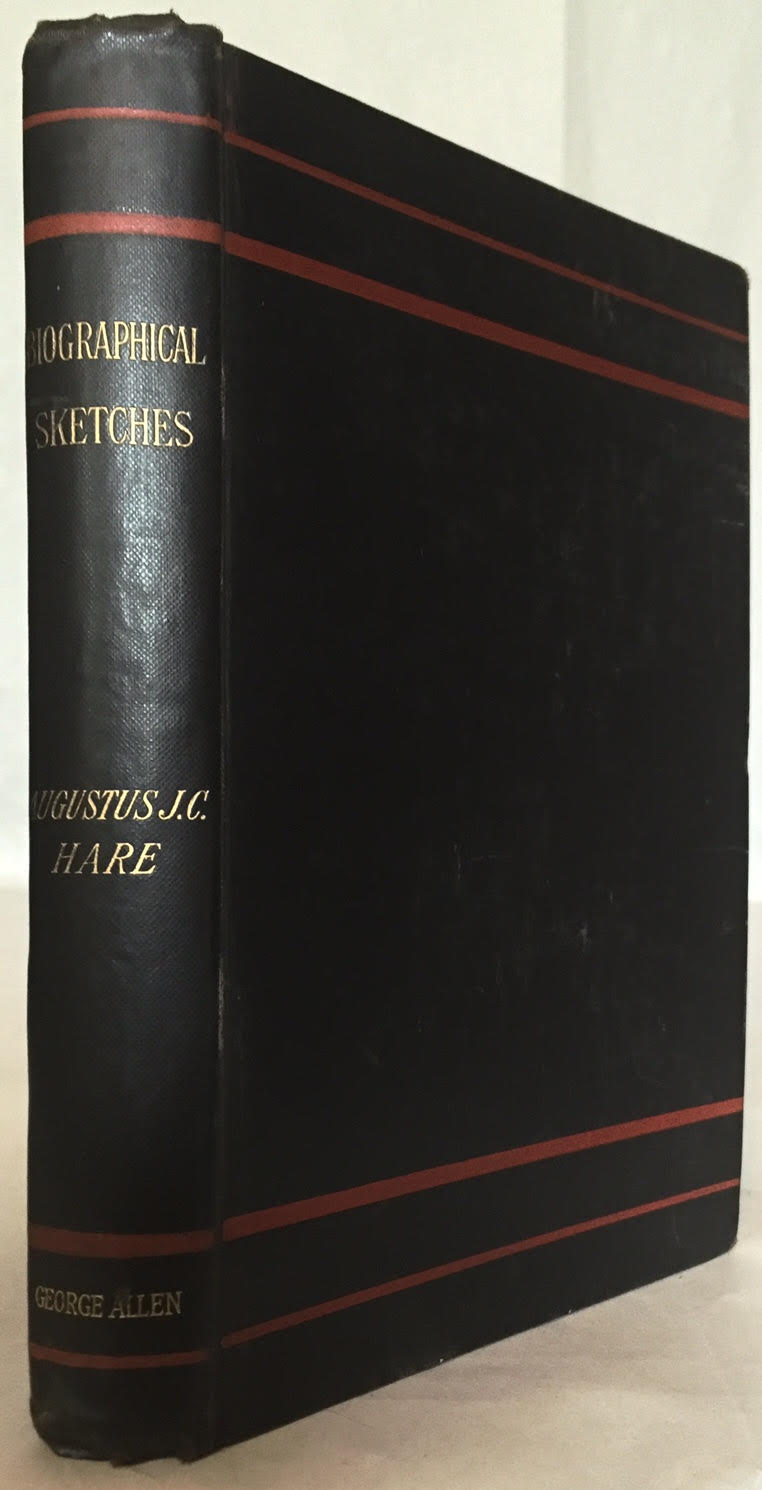 BIOGRAPHICAL
SKETCHES
AUGUSTUS J.C.
HARE
GEORGE ALLEN